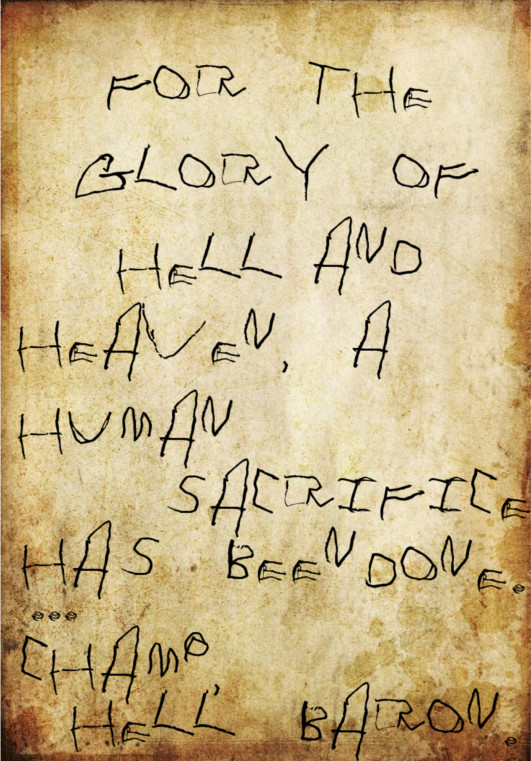 FOR THE
GLORY OF
HeLL AND
HeAVeN, A
HUMAN
SACRIFICe
HAS BeeN DONe.
...
CHAMP,
HeLL BARON.